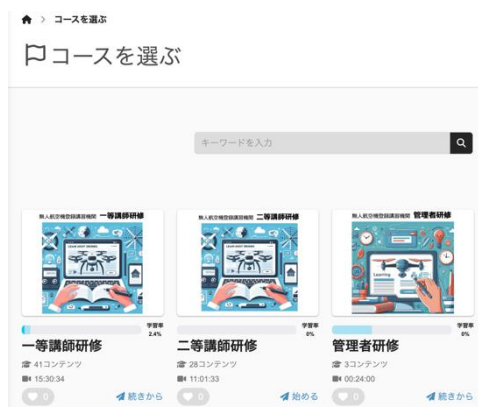 > コースを選ぶ
コースを選ぶ
キーワードを入力
無人航空機登録講習機関 一等講師研修
無人航空機登録講習機関 二等講師研修
無人航空機登録講習機関 管理者研修
Learning
学習率
2.4%
一等講師研修
41コンテンツ
15:30:34
0
続きから
学習率
0%
二等講師研修
28コンテンツ
11:01:33
0
始める
学習率
0%
管理者研修
3コンテンツ
00:24:00
0
続きから